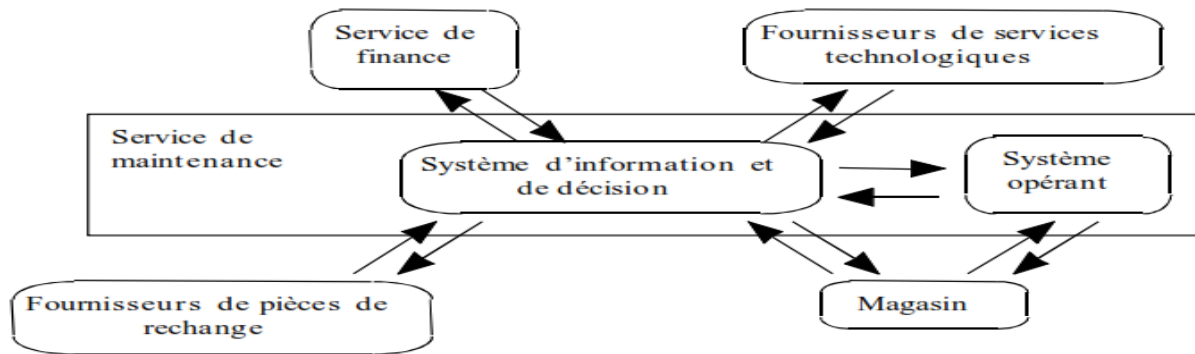 Service de
finance
Fournisseurs de services
technologiques
Service de
maintenance
Système d'information et
de décision
Système
opérant
Fournisseurs de pièces de
rechange
Magasin